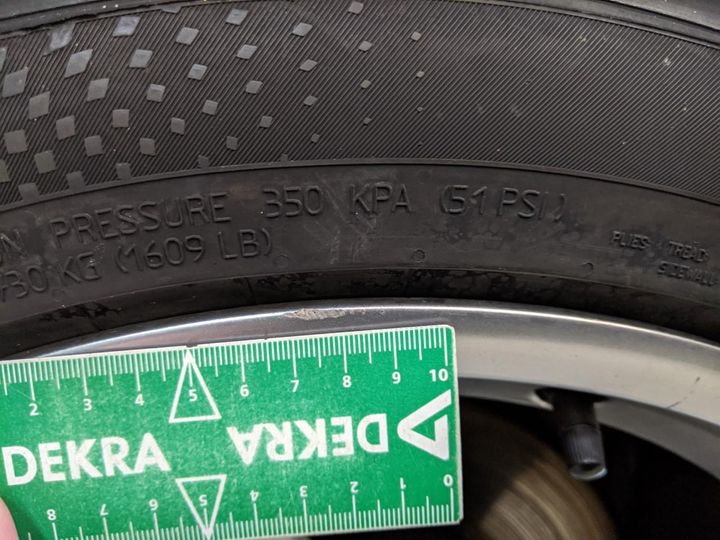 ON PRESSURE 350 KPA (51 PSI)
730 KG (1609 LB)
PLIES: TREAD
SIDEWALL
2 3 4 5 6 7 8 9 10
DEKRA DEKRA
8 7 6 5 4 3 2 1 0